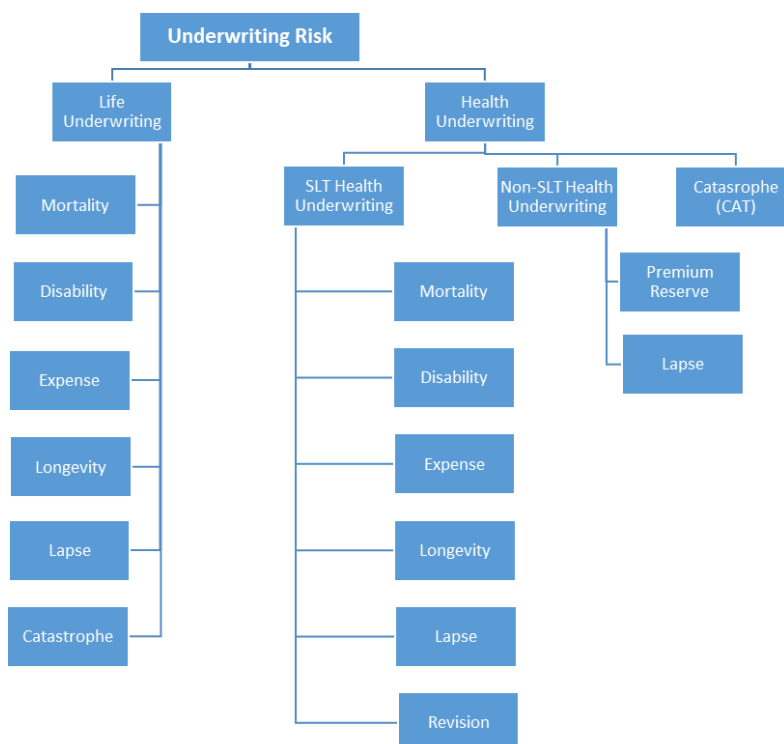 Underwriting Risk
Life
Underwriting
Health
Underwriting
Mortality
Disability
Expense
Longevity
Lapse
Catastrophe
SLT Health
Underwriting
Mortality
Disability
Expense
Longevity
Lapse
Revision
Non-SLT Health
Underwriting
Premium
Reserve
Lapse
Catasrophe
(CAT)